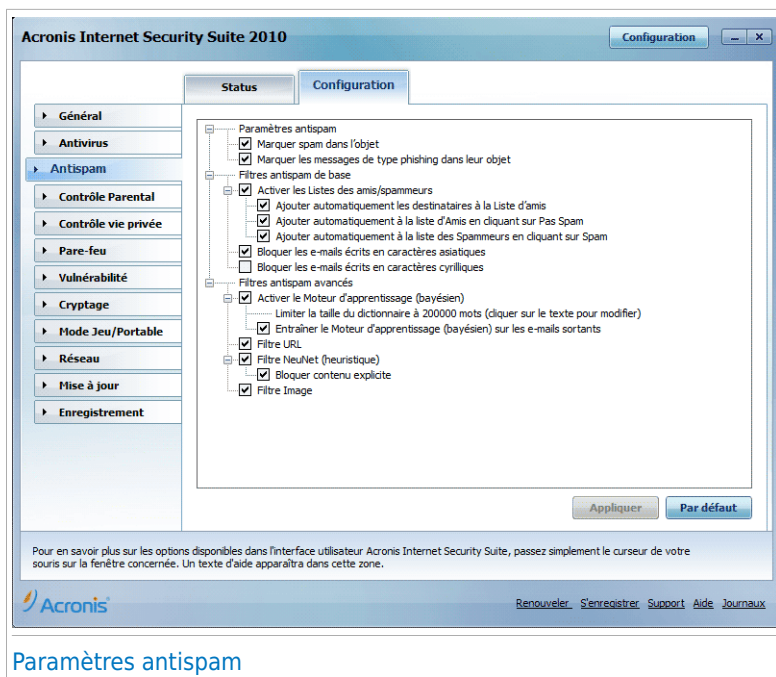 Acronis Internet Security Suite 2010
Configuration
Status
Configuration
Général
Antivirus
Antispam
Contrôle Parental
Contrôle vie privée
Pare-feu
Vulnérabilité
Cryptage
Mode Jeu/Portable
Réseau
Mise à jour
Enregistrement
Paramètres antispam
Marquer spam dans l'objet
Marquer les messages de type phishing dans leur objet
Filtres antispam de base
Activer les Listes des amis/spammeurs
Ajouter automatiquement les destinataires à la Liste d'amis
Ajouter automatiquement à la liste d'Amis en cliquant sur Pas Spam
Ajouter automatiquement à la liste des Spammeurs en cliquant sur Spam
Bloquer les e-mails écrits en caractères asiatiques
Bloquer les e-mails écrits en caractères cyrilliques
Filtres antispam avancés
Activer le Moteur d'apprentissage (bayésien)
Limiter la taille du dictionnaire à 200000 mots (cliquer sur le texte pour modifier)
Entraîner le Moteur d'apprentissage (bayésien) sur les e-mails sortants
Filtre URL
Filtre NeuNet (heuristique)
Bloquer contenu explicite
Filtre Image
Appliquer
Par défaut
Pour en savoir plus sur les options disponibles dans l'interface utilisateur Acronis Internet Security Suite, passez simplement le curseur de votre
souris sur la fenêtre concernée. Un texte d'aide apparaîtra dans cette zone.
Acronis
Renouveler S'enregistrer Support Aide Journaux
Paramètres antispam